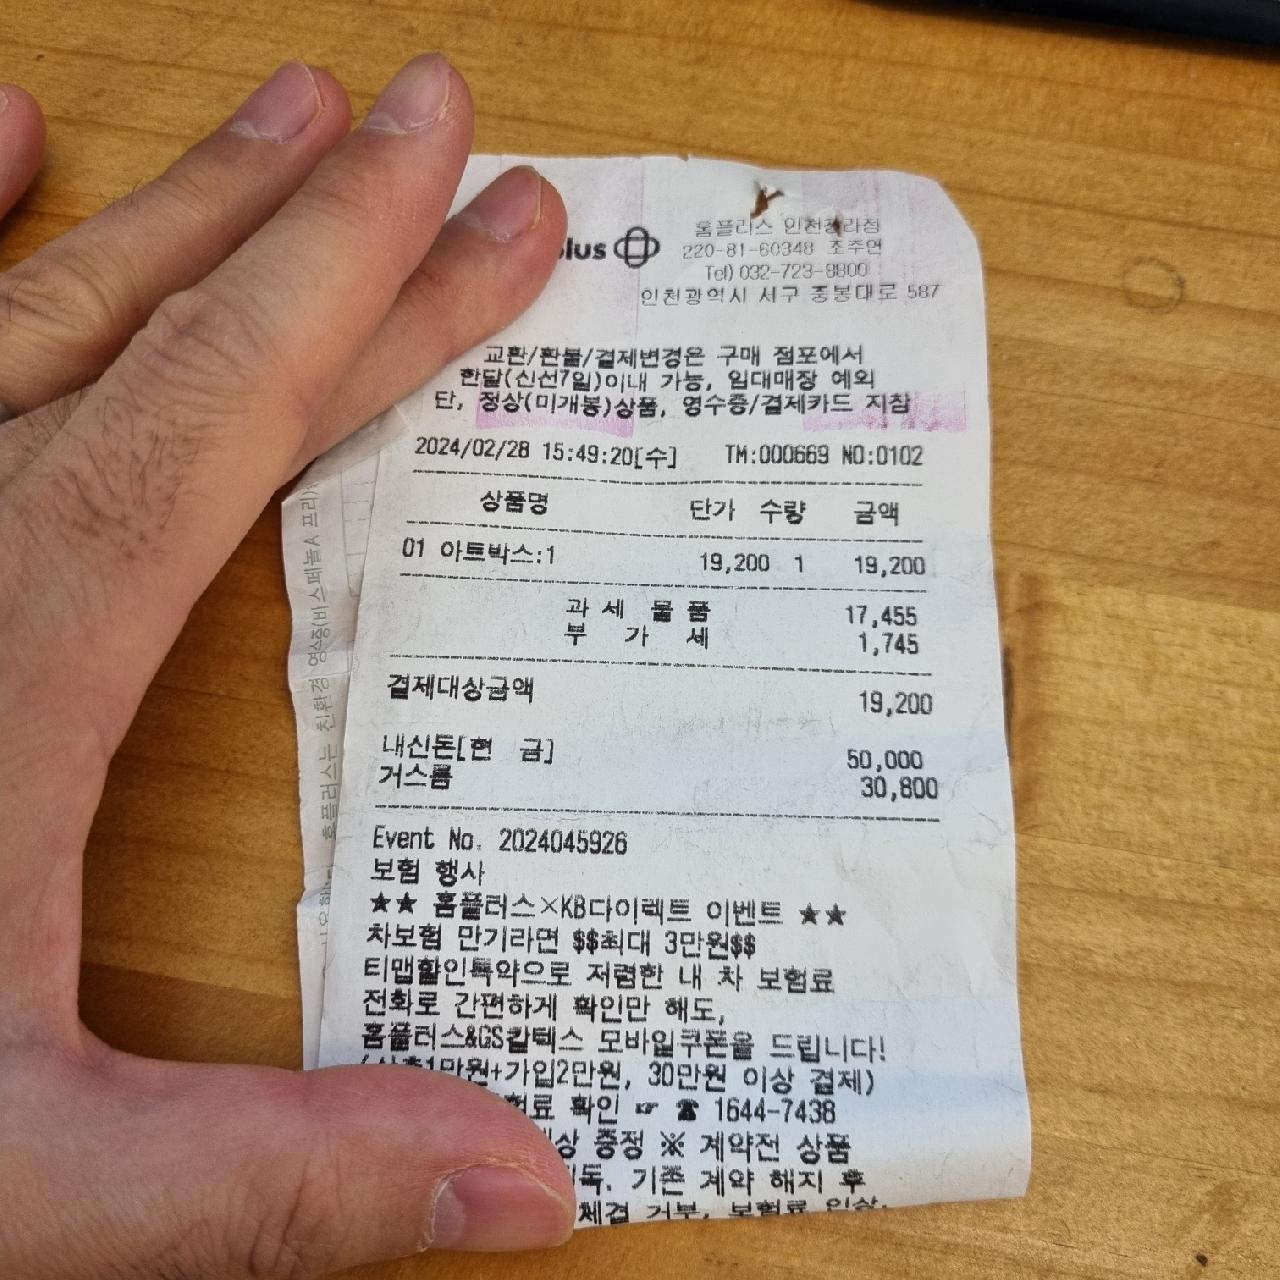 plus
홈플러스 인천청라점
220-81-60348 조주연
Tel) 032-723-8800
인천광역시 서구 중봉대로 587
교환/환불/결제변경은 구매 점포에서
한달(신선7일)이내 가능, 임대매장 예외
단, 정상(미개봉)상품, 영수증/결제카드 지참
2024/02/28 15:49:20[수] TM:000669 NO:0102
상품명 단가 수량 금액
01 아트박스:1 19,200 1 19,200
과 세 물 품 17,455
부 가 세 1,745
결제대상금액 19,200
내신돈[현 금] 50,000
거스름 30,800
Event No. 2024045926
보험 행사
★★ 홈플러스×KB다이렉트 이벤트 ★★
차보험 만기라면 $$최대 3만원$$
티맵할인특약으로 저렴한 내 차 보험료
전화로 간편하게 확인만 해도,
홈플러스&GS칼텍스 모바일쿠폰을 드립니다!
1만원+가입2만원, 30만원 이상 결제)
확인 ☞ ☎ 1644-7438
증정 ※ 계약전 상품
기존 계약 해지 후
체결 거부, 보험료 인상
홈플러스는 친환경 영수증(비스페놀A 프리)